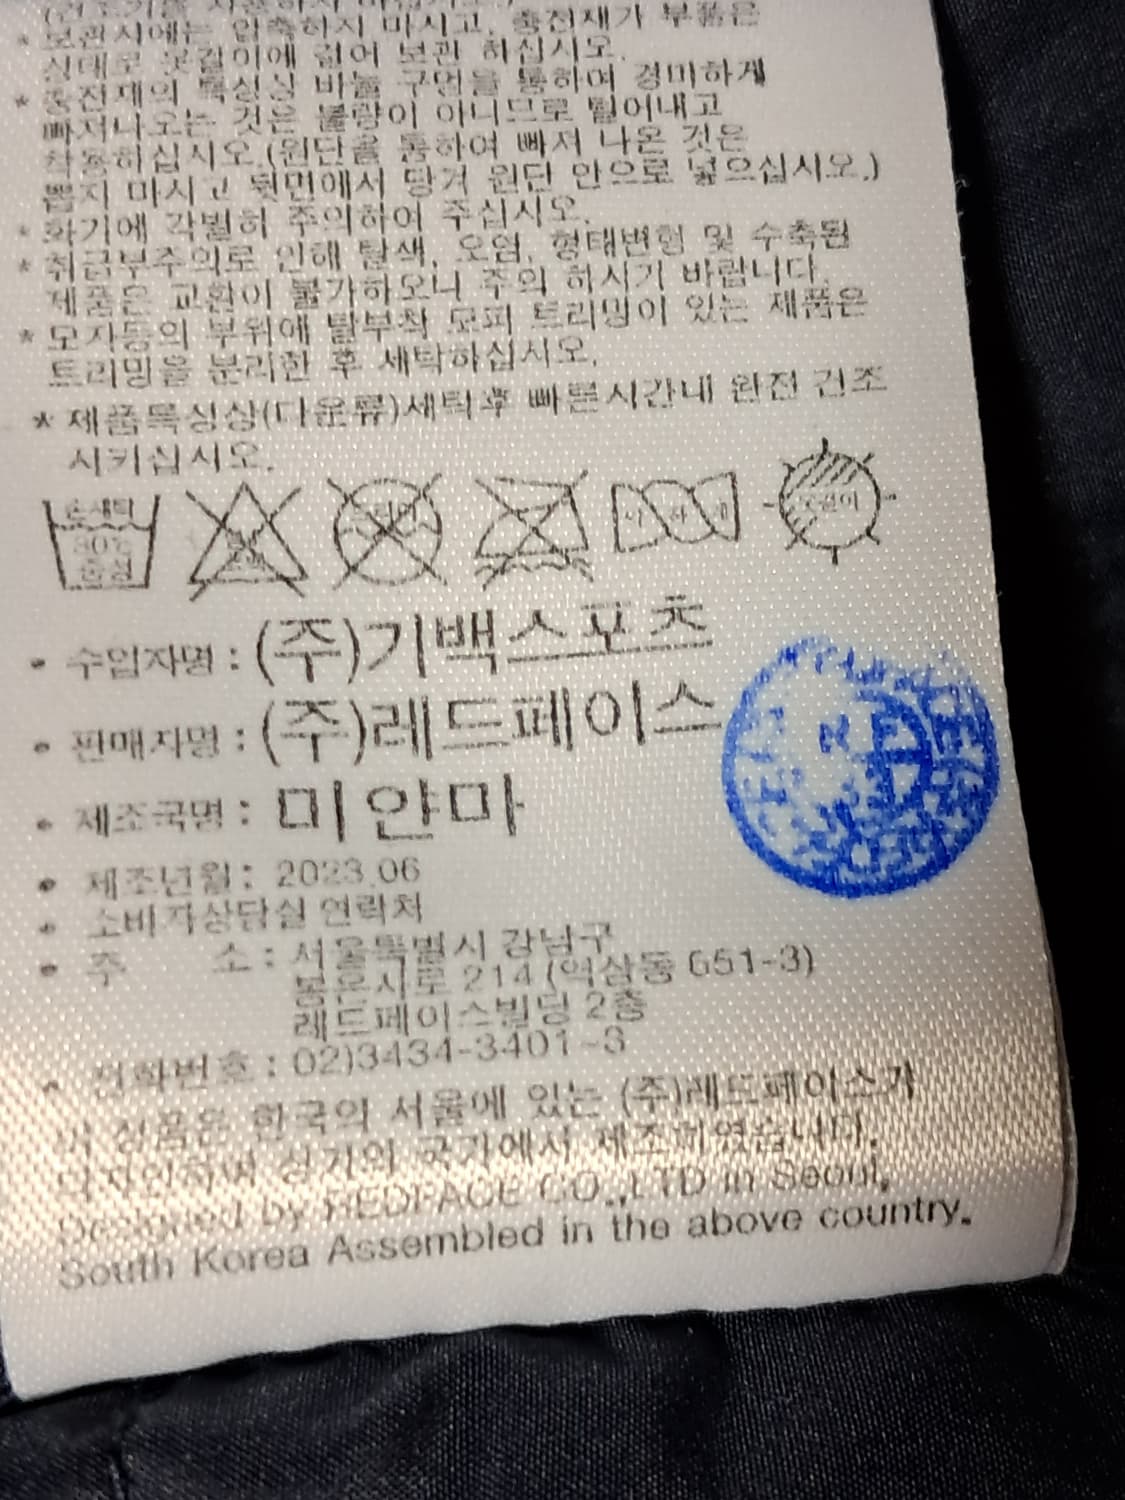 * 보관시에는 압축하지 마시고, 충전재가 부풀은
상태로 옷걸이에 걸어 보관 하십시오.
* 충전재의 특성상 바늘 구멍을 통하여 경미하게
빠져나오는 것은 불량이 아니므로 털어내고
착용하십시오.(원단을 통하여 빠져 나온 것은
뽑지 마시고 뒷면에서 당겨 원단 안으로 넣으십시오.)
* 화기에 각별히 주의하여 주십시오.
* 취급부주의로 인해 탈색, 오염, 형태변형 및 수축된
제품은 교환이 불가하오니 주의 하시기 바랍니다.
* 모자등의 부위에 탈부착 모피 트리밍이 있는 제품은
트리밍을 분리한 후 세탁하십시오.
* 제품특성상(다운류)세탁후 빠른시간내 완전 건조
시키십시오.
손세탁
30℃
중성
옷걸이
• 수입자명 : (주)기백스포츠
• 판매자명 : (주)레드페이스
• 제조국명 : 미얀마
• 제조년월 : 2023.06
• 소비자상담실 연락처
• 주 소 : 서울특별시 강남구
봉은사로 214 (역삼동 651-3)
레드페이스빌딩 2층
• 전화번호 : 02)3434-3401~3
이 상품은 한국의 서울에 있는 (주)레드페이스가
디자인하여 상기의 국가에서 제조하였습니다.
Designed by REDFACE CO.,LTD in Seoul,
South Korea Assembled in the above country.